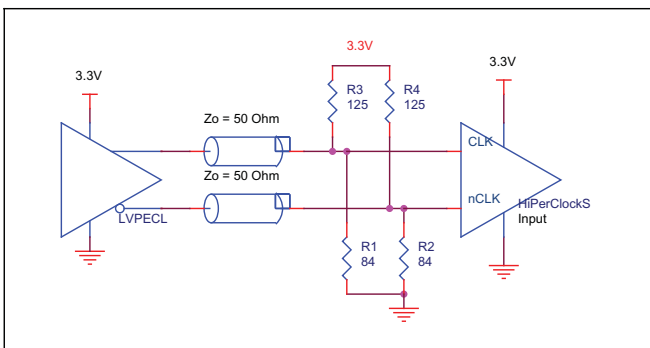 3.3V
3.3V
3.3V
R3
125
R4
125
Zo = 50 Ohm
CLK
Zo = 50 Ohm
nCLK
HiPerClockS
Input
LVPECL
R1
84
R2
84